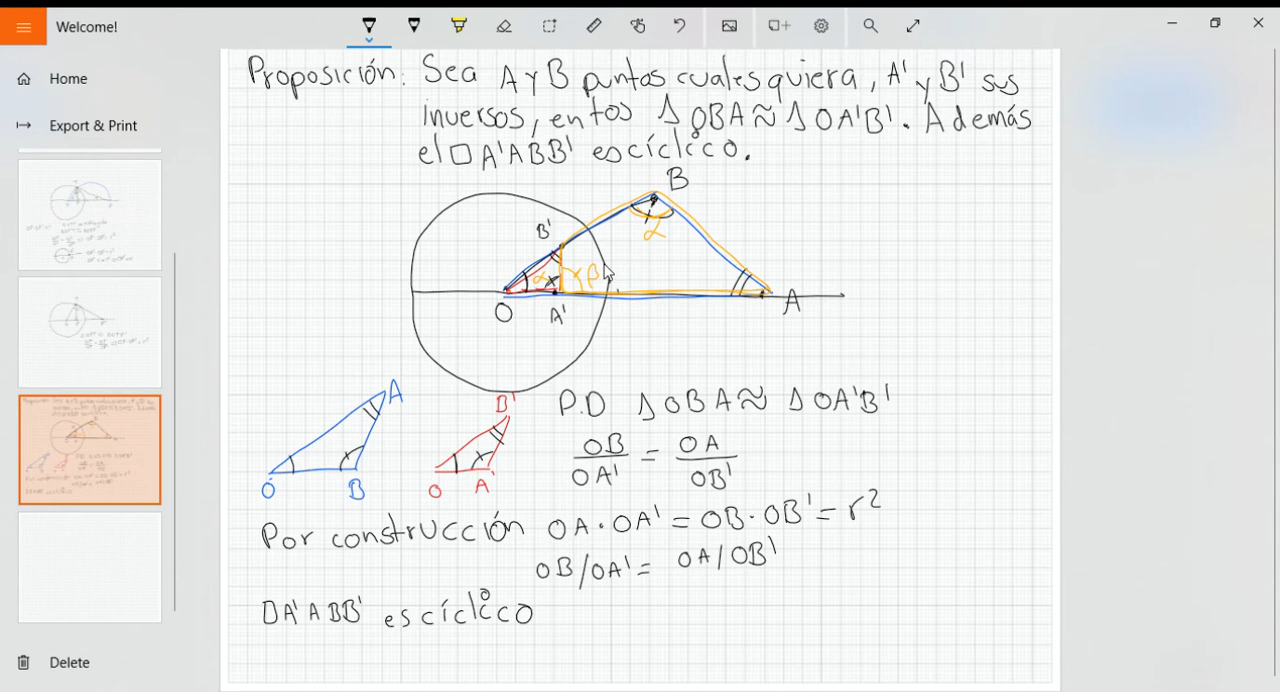 Welcome!
Home
Export & Print
Delete
Proposición: Sea A y B puntos cualesquiera, A' y B' sus
inversos, entos △OBA ≈ △OA'B'. Además
el □A'ABB' es cíclico.
B
B'
α
α
x β
O
A'
A
A
B'
O
B
O
A'
P.D △OBA ≈ △OA'B'
OB/OA' = OA/OB'
Por construcción OA·OA' = OB·OB' = r²
OB/OA' = OA/OB'
□A'ABB' es cíclico